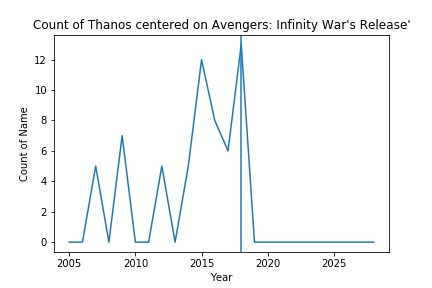 Count of Thanos centered on Avengers: Infinity War's Release'
Count of Name
12
10
8
6
4
2
0
2005 2010 2015 2020 2025
Year